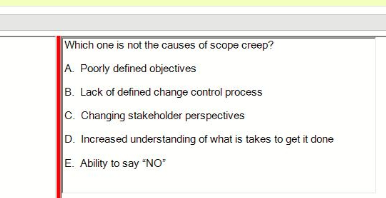 Which one is not the causes of scope creep?
A. Poorly defined objectives
B. Lack of defined change control process
C. Changing stakeholder perspectives
D. Increased understanding of what is takes to get it done
E. Ability to say “NO”